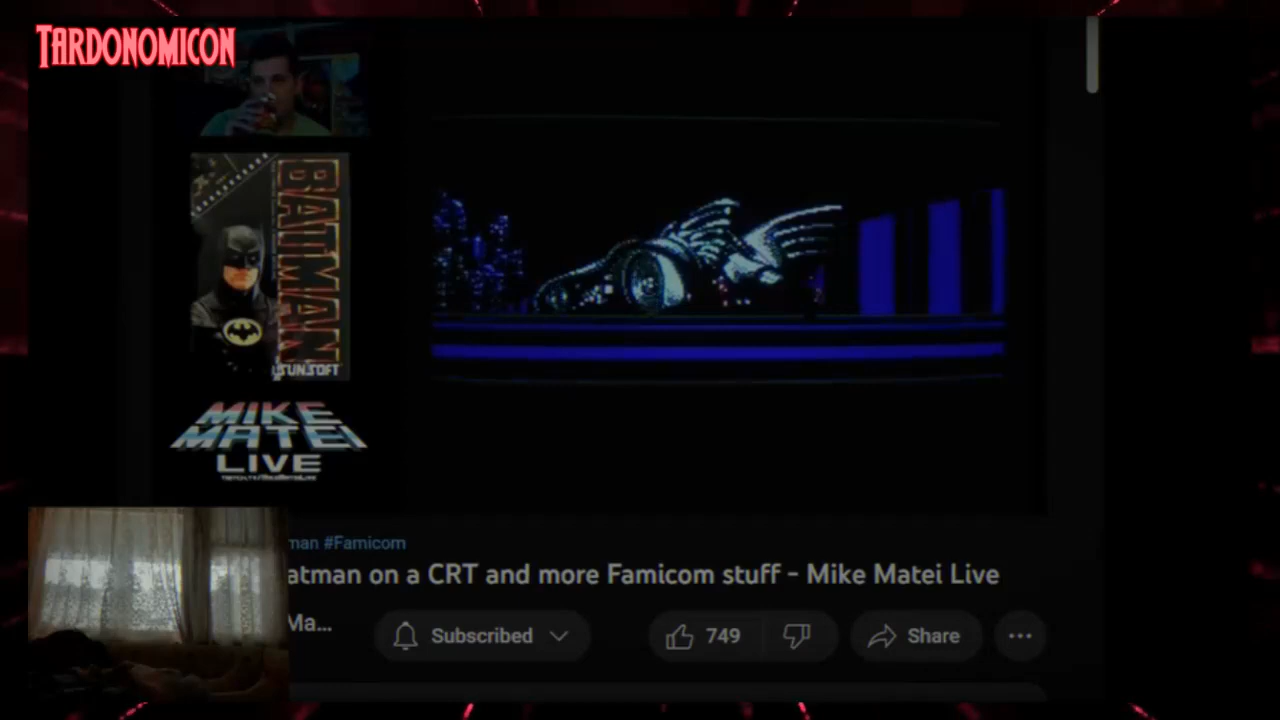 TARDONOMICON
BATMAN
SUNSOFT
MIKE
MATEI
LIVE
man #Famicom
atman on a CRT and more Famicom stuff - Mike Matei Live
Ma...
Subscribed
749
Share